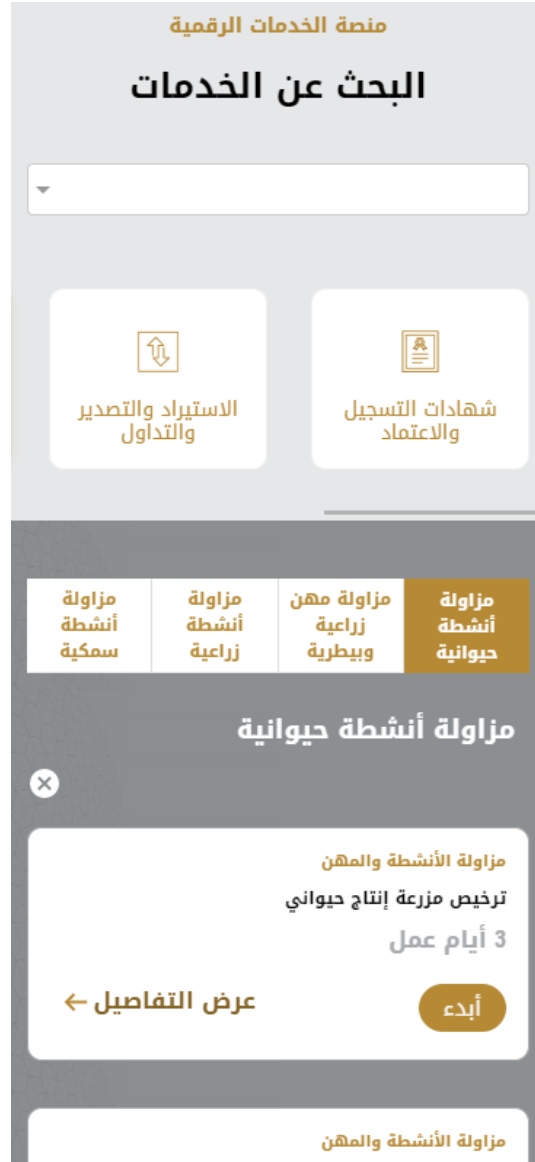 منصة الخدمات الرقمية
البحث عن الخدمات
شهادات التسجيل
والاعتماد
الاستيراد والتصدير
والتداول
مزاولة
أنشطة
حيوانية
مزاولة مهن
زراعية
وبيطرية
مزاولة
أنشطة
زراعية
مزاولة
أنشطة
سمكية
مزاولة أنشطة حيوانية
مزاولة الأنشطة والمهن
ترخيص مزرعة إنتاج حيواني
3 أيام عمل
أبدء
عرض التفاصيل ←
مزاولة الأنشطة والمهن